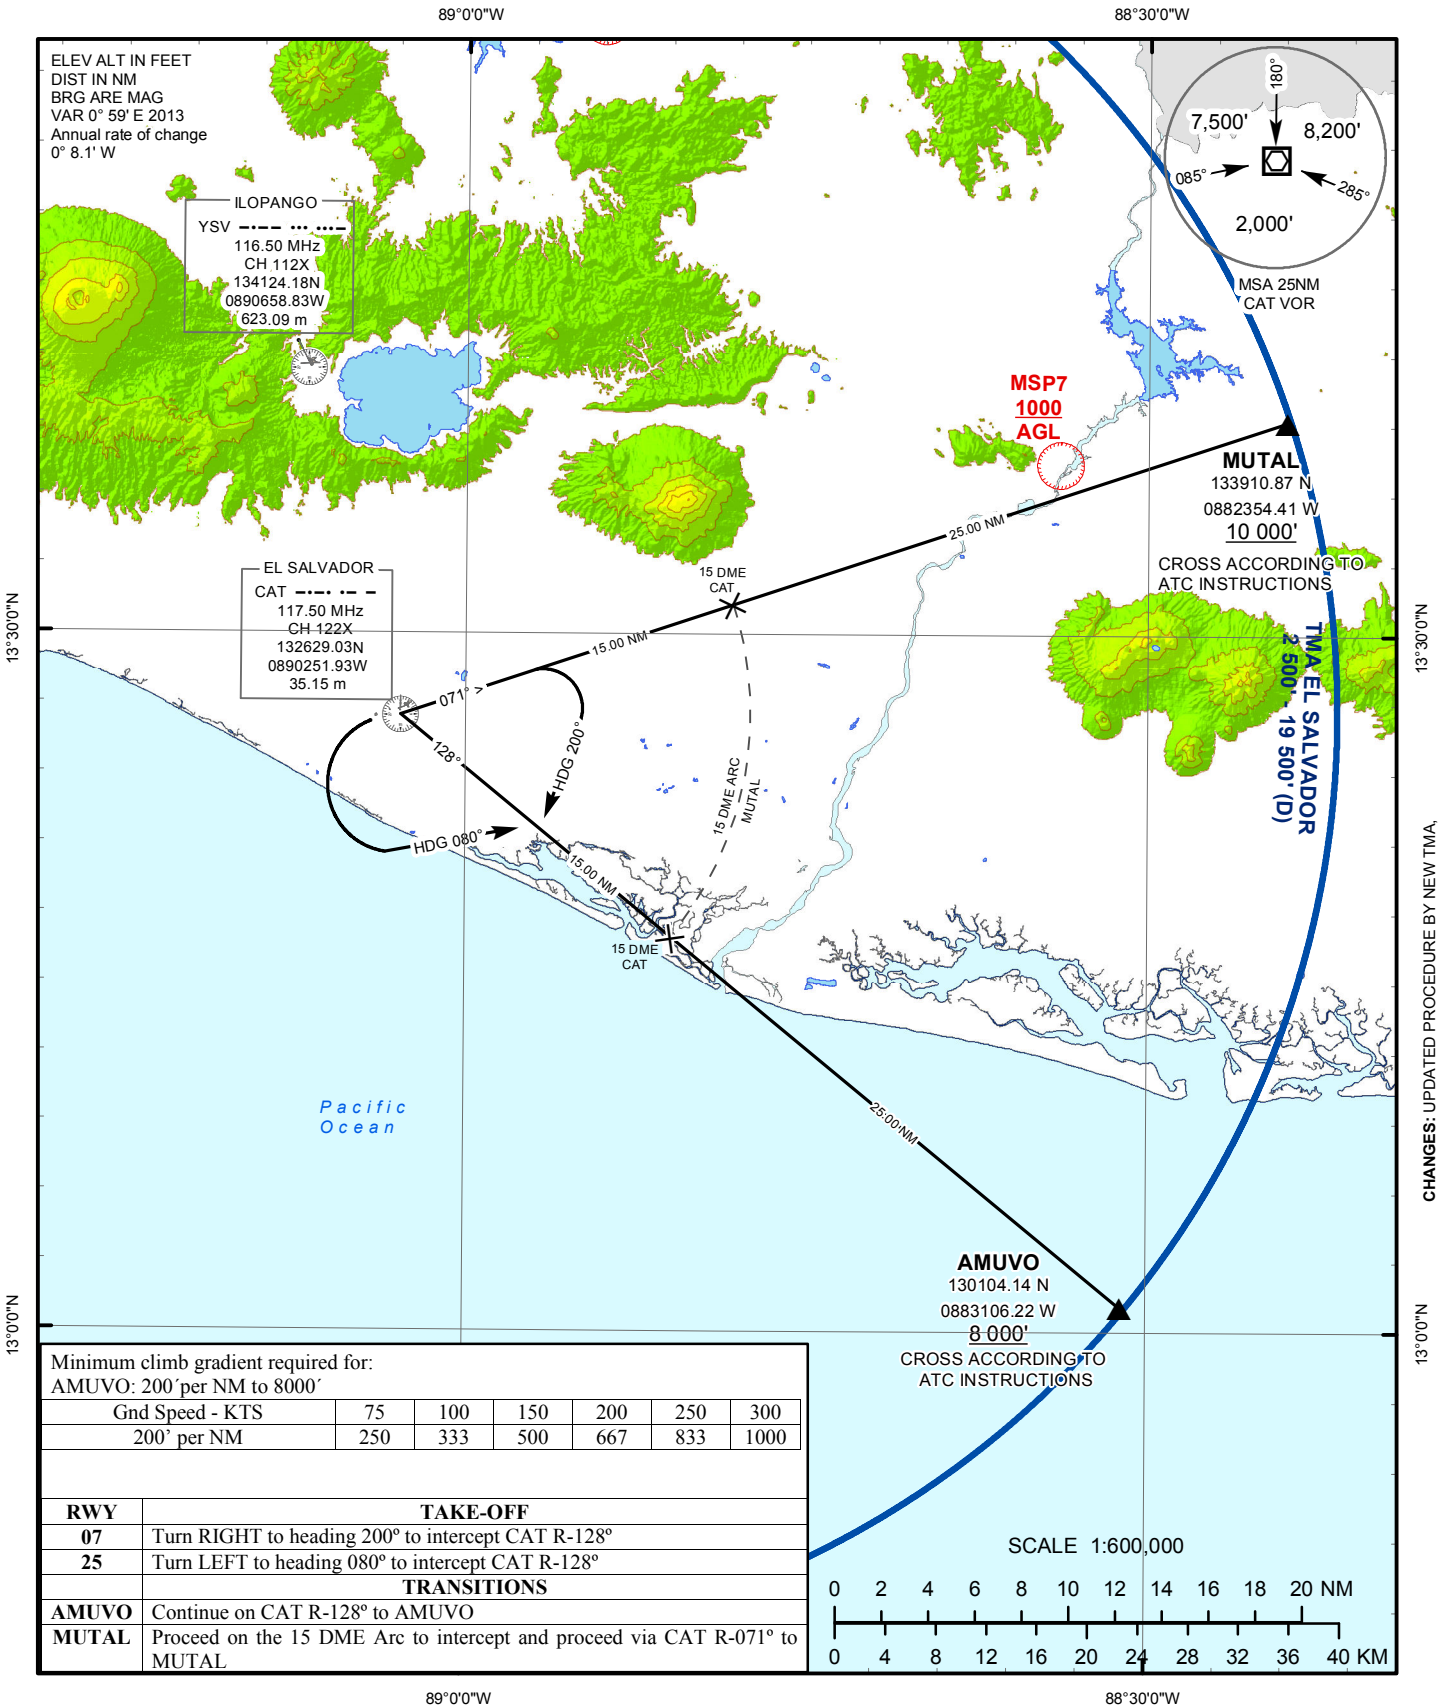 89°0'0"W
88°30'0"W
ELEV ALT IN FEET
DIST IN NM
BRG ARE MAG
VAR 0° 59' E 2013
Annual rate of change
0° 8.1' W
180°
7,500'
8,200'
085°
285°
2,000'
MSA 25NM
CAT VOR
ILOPANGO
YSV
116.50 MHz
CH 112X
134124.18N
0890658.83W
623.09 m
MSP7
1000
AGL
MUTAL
133910.87 N
0882354.41 W
10 000'
CROSS ACCORDING TO
ATC INSTRUCTIONS
25.00 NM
15 DME
CAT
EL SALVADOR
CAT
117.50 MHz
CH 122X
132629.03N
0890251.93W
35.15 m
13°30'0"N
13°30'0"N
15.00 NM
071° >
128°
HDG 200°
HDG 080°
15 DME ARC
MUTAL
TMA EL SALVADOR
2 500' - 19 500' (D)
15.00 NM
15 DME
CAT
25.00 NM
Pacific
Ocean
AMUVO
130104.14 N
0883106.22 W
8 000'
CROSS ACCORDING TO
ATC INSTRUCTIONS
13°0'0"N
13°0'0"N
CHANGES: UPDATED PROCEDURE BY NEW TMA,
Minimum climb gradient required for:
AMUVO: 200´per NM to 8000´
Gnd Speed - KTS 75 100 150 200 250 300
200’ per NM 250 333 500 667 833 1000
RWY TAKE-OFF
07 Turn RIGHT to heading 200º to intercept CAT R-128º
25 Turn LEFT to heading 080º to intercept CAT R-128º
TRANSITIONS
AMUVO Continue on CAT R-128º to AMUVO
MUTAL Proceed on the 15 DME Arc to intercept and proceed via CAT R-071º to
MUTAL
SCALE 1:600,000
0 2 4 6 8 10 12 14 16 18 20 NM
0 4 8 12 16 20 24 28 32 36 40 KM
89°0'0"W
88°30'0"W